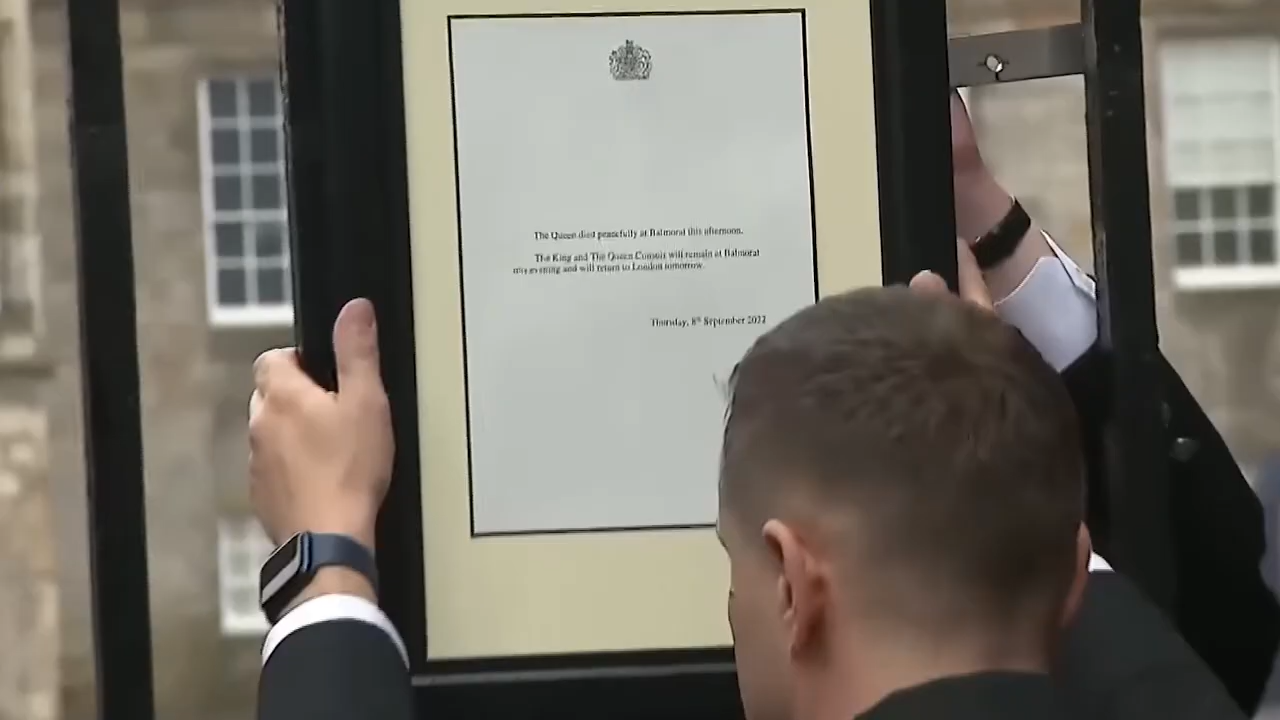 The Queen died peacefully at Balmoral this afternoon.
The King and The Queen Consort will remain at Balmoral
this evening and will return to London tomorrow.
Thursday, 8th September 2022